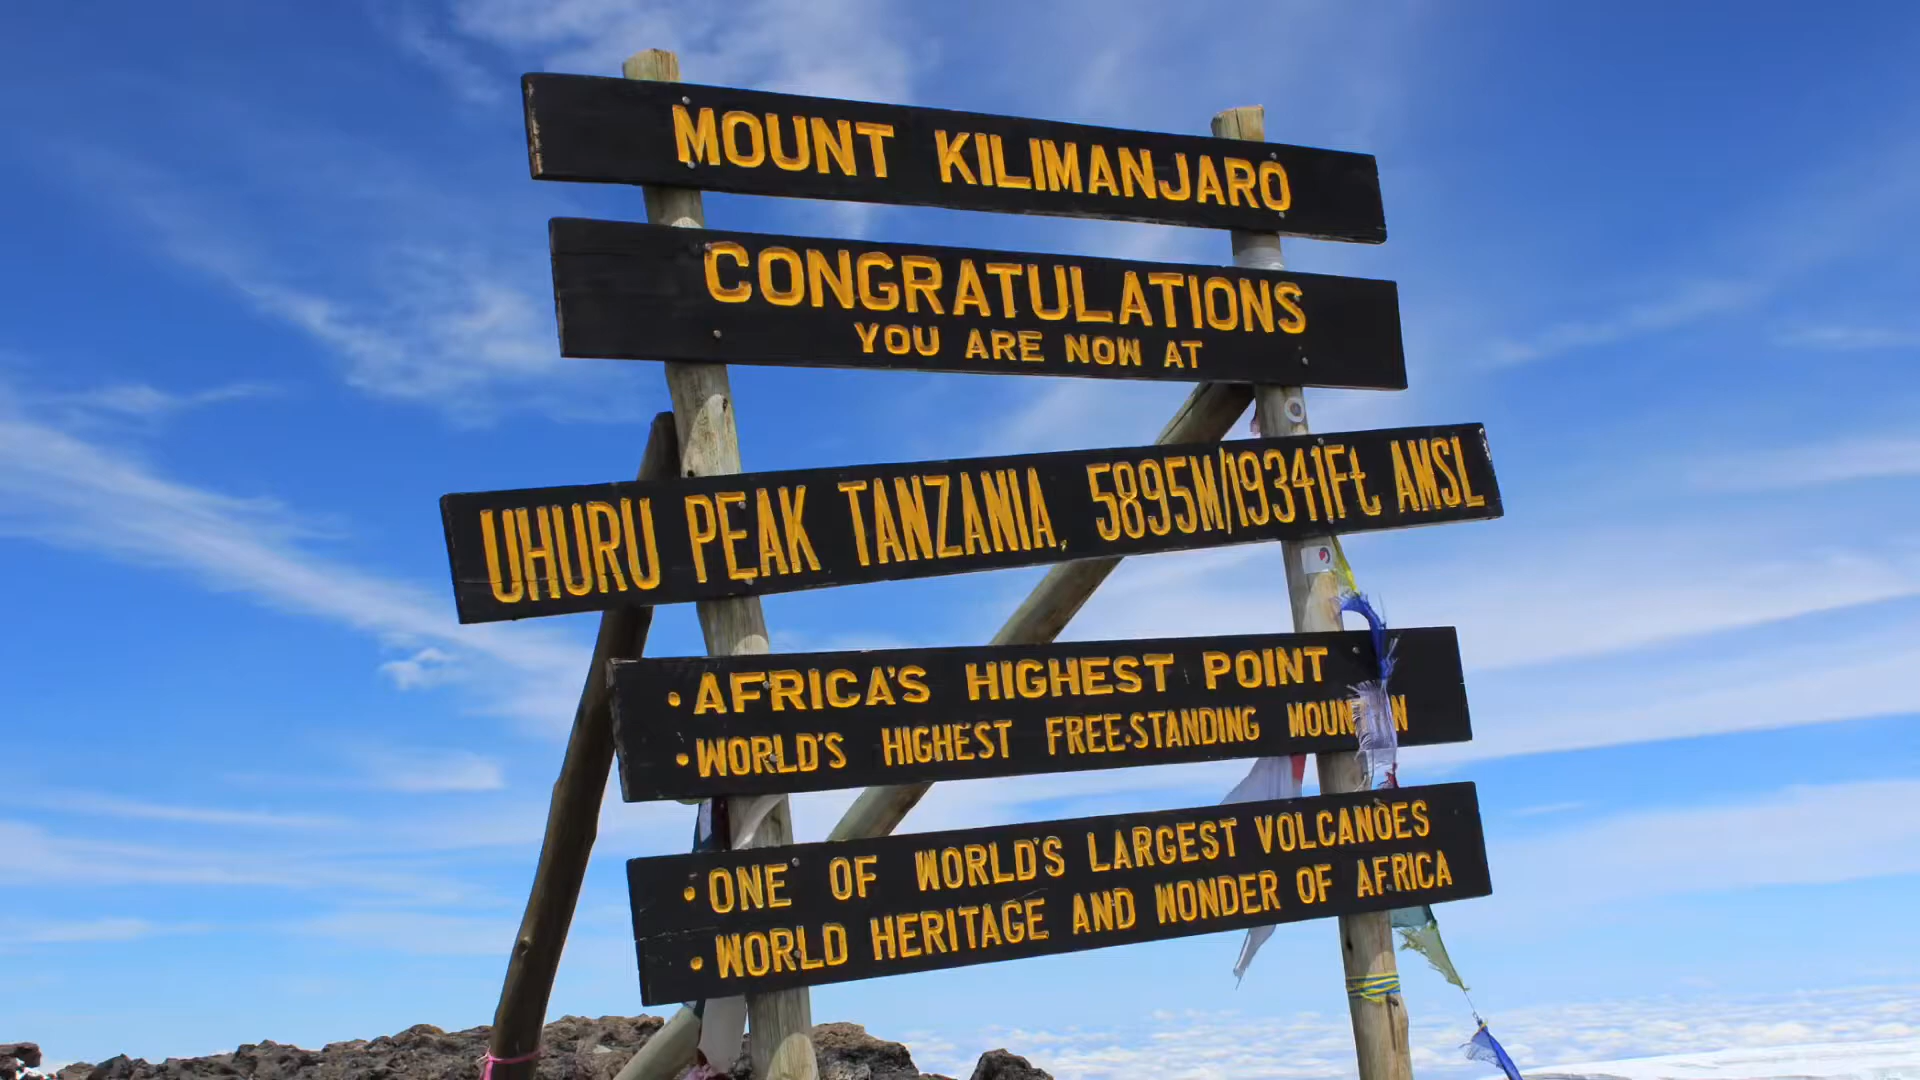 MOUNT KILIMANJARO
CONGRATULATIONS
YOU ARE NOW AT
UHURU PEAK TANZANIA, 5895M/19341Ft AMSL
• AFRICA'S HIGHEST POINT
• WORLD'S HIGHEST FREE-STANDING MOUNTAIN
• ONE OF WORLD'S LARGEST VOLCANOES
• WORLD HERITAGE AND WONDER OF AFRICA